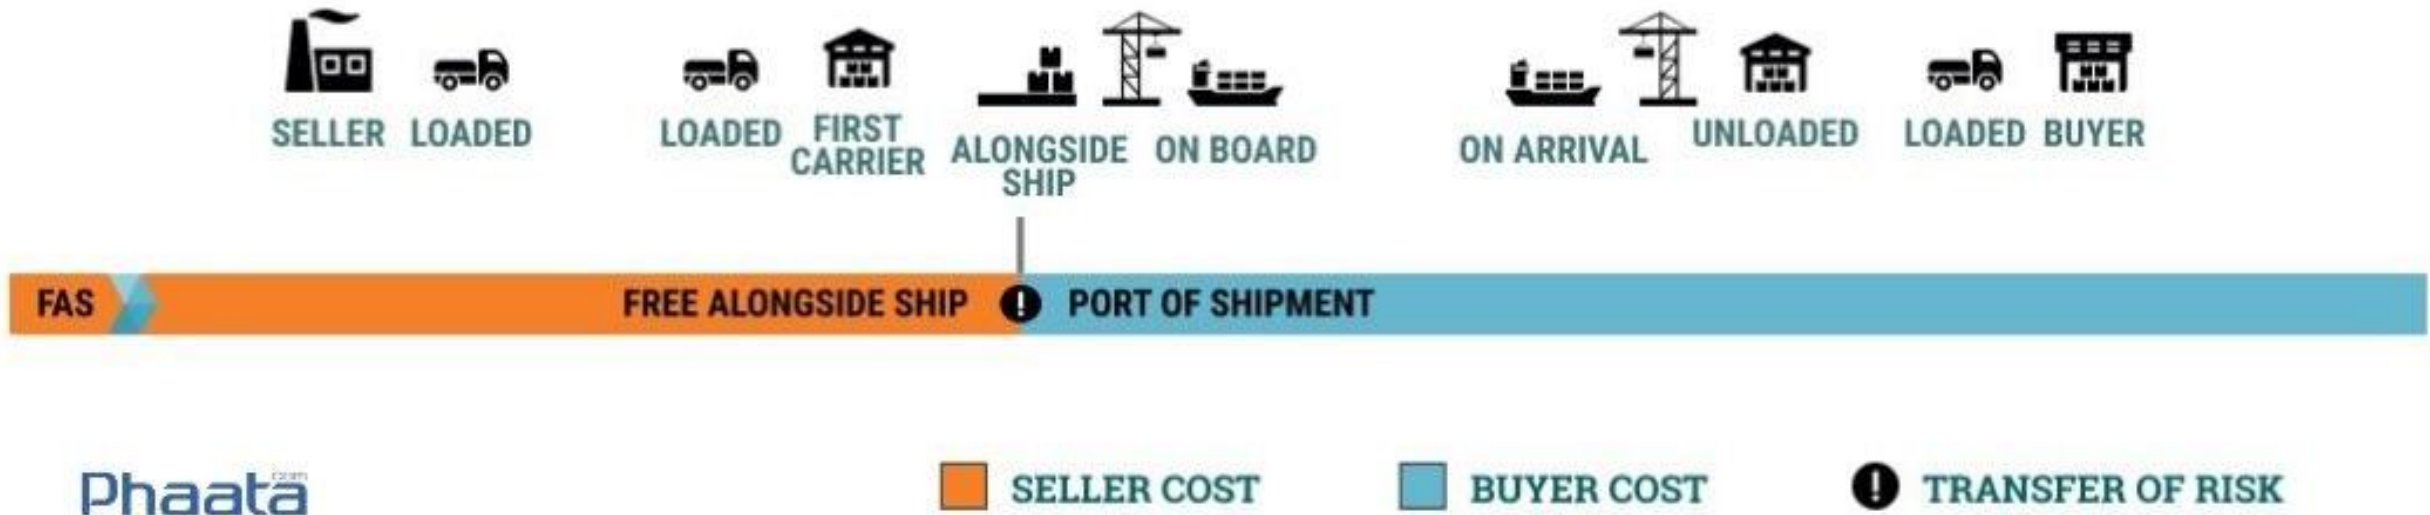 SELLER
LOADED
LOADED
FIRST
CARRIER
ALONGSIDE
SHIP
ON BOARD
ON ARRIVAL
UNLOADED
LOADED
BUYER
FAS
FREE ALONGSIDE SHIP
!
PORT OF SHIPMENT
Phaata
.com
SELLER COST
BUYER COST
!
TRANSFER OF RISK